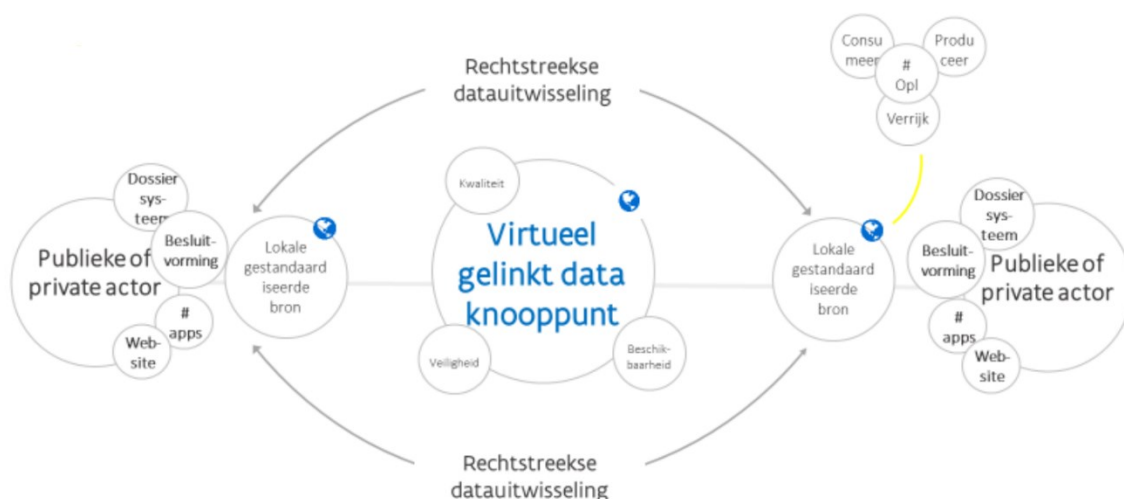 Rechtstreekse
datauitwisseling
Consu
meer
Produ
ceer
#
Opl
Verrijk
Dossier
sys-
teem
Besluit-
vorming
Publieke of
private actor
#
apps
Web-
site
Lokale
gestandaard
iseerde
bron
Kwaliteit
Virtueel
gelinkt data
knooppunt
Veiligheid
Beschik-
baarheid
Lokale
gestandaard
iseerde
bron
Dossier
sys-
teem
Besluit-
vorming
Publieke of
private actor
#
apps
Web-
site
Rechtstreekse
datauitwisseling